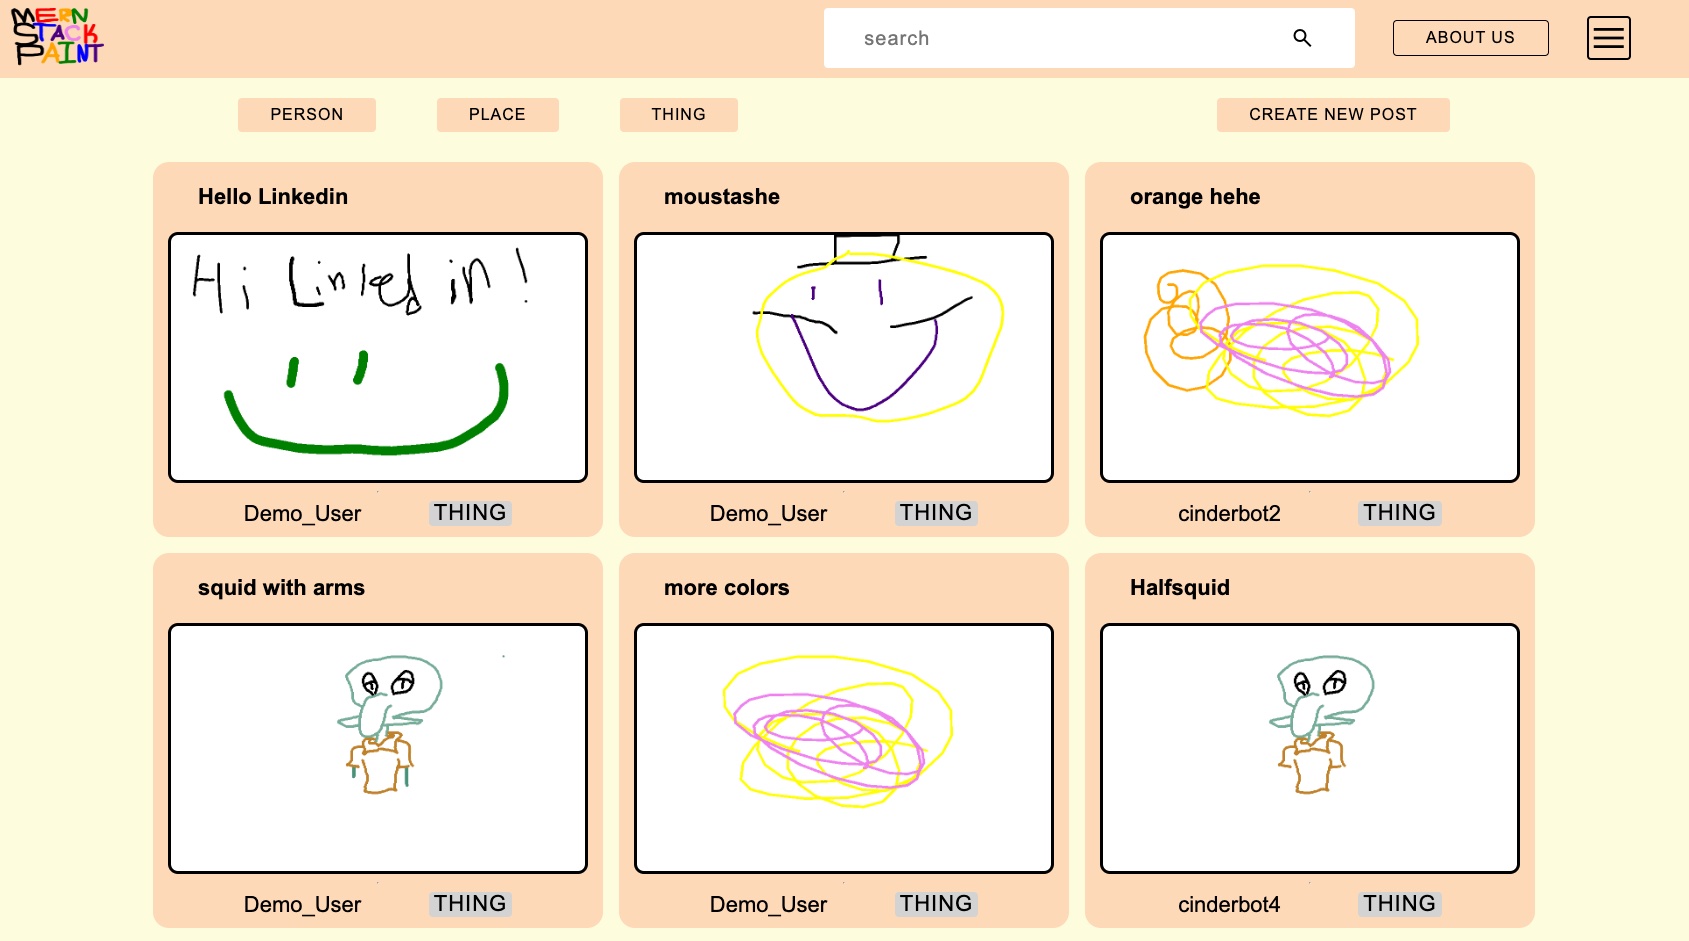 MERN
STACK
PAINT
search
ABOUT US
PERSON PLACE THING CREATE NEW POST
Hello Linkedin
Hi Linked in !
Demo_User THING
moustashe
Demo_User THING
orange hehe
cinderbot2 THING
squid with arms
Demo_User THING
more colors
Demo_User THING
Halfsquid
cinderbot4 THING